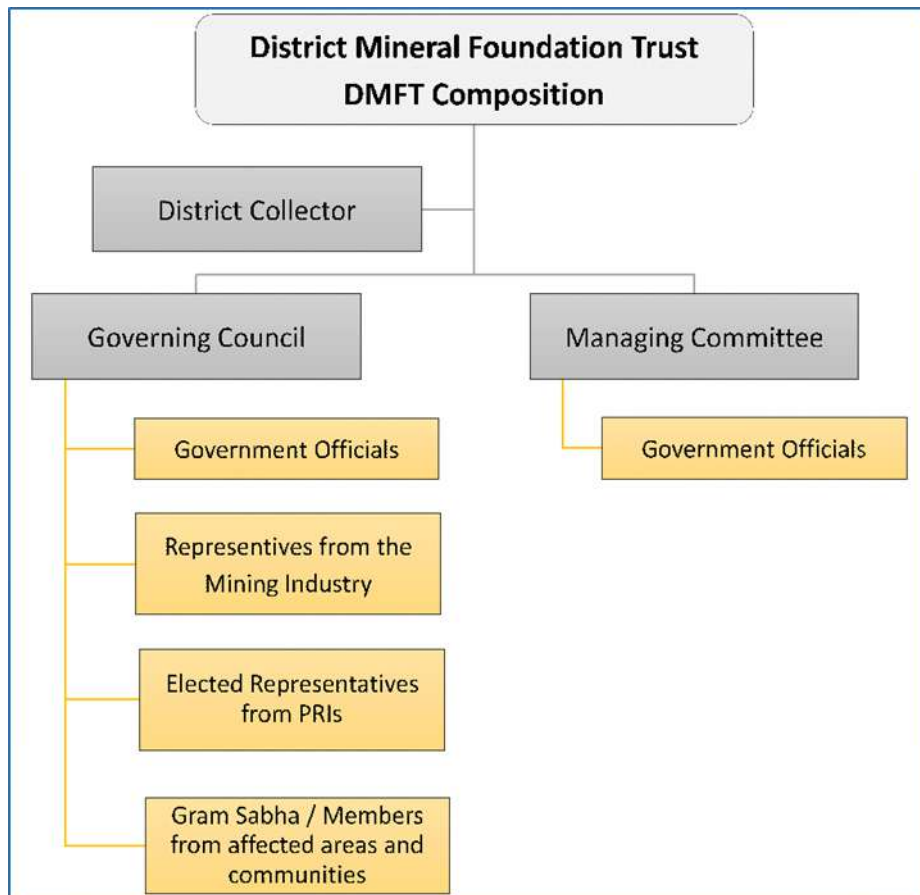 District Mineral Foundation Trust
DMFT Composition
District Collector
Governing Council
Managing Committee
Government Officials
Government Officials
Representives from the
Mining Industry
Elected Representatives
from PRIs
Gram Sabha / Members
from affected areas and
communities